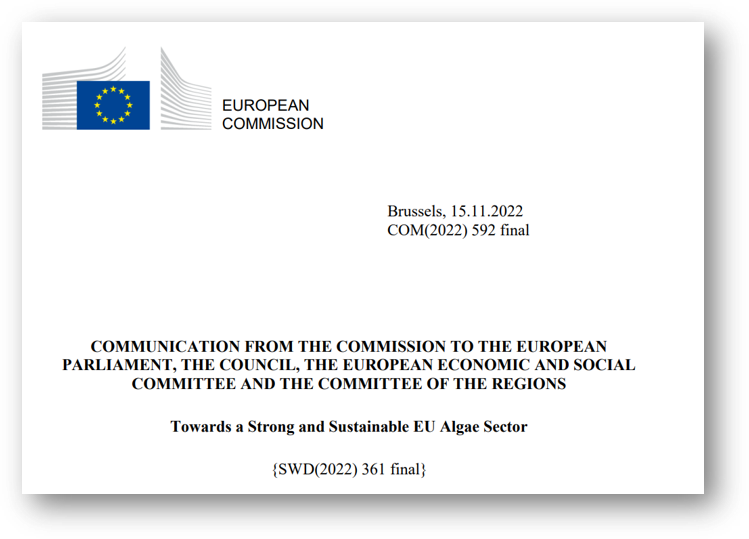 EUROPEAN
COMMISSION
Brussels, 15.11.2022
COM(2022) 592 final
COMMUNICATION FROM THE COMMISSION TO THE EUROPEAN
PARLIAMENT, THE COUNCIL, THE EUROPEAN ECONOMIC AND SOCIAL
COMMITTEE AND THE COMMITTEE OF THE REGIONS
Towards a Strong and Sustainable EU Algae Sector
{SWD(2022) 361 final}